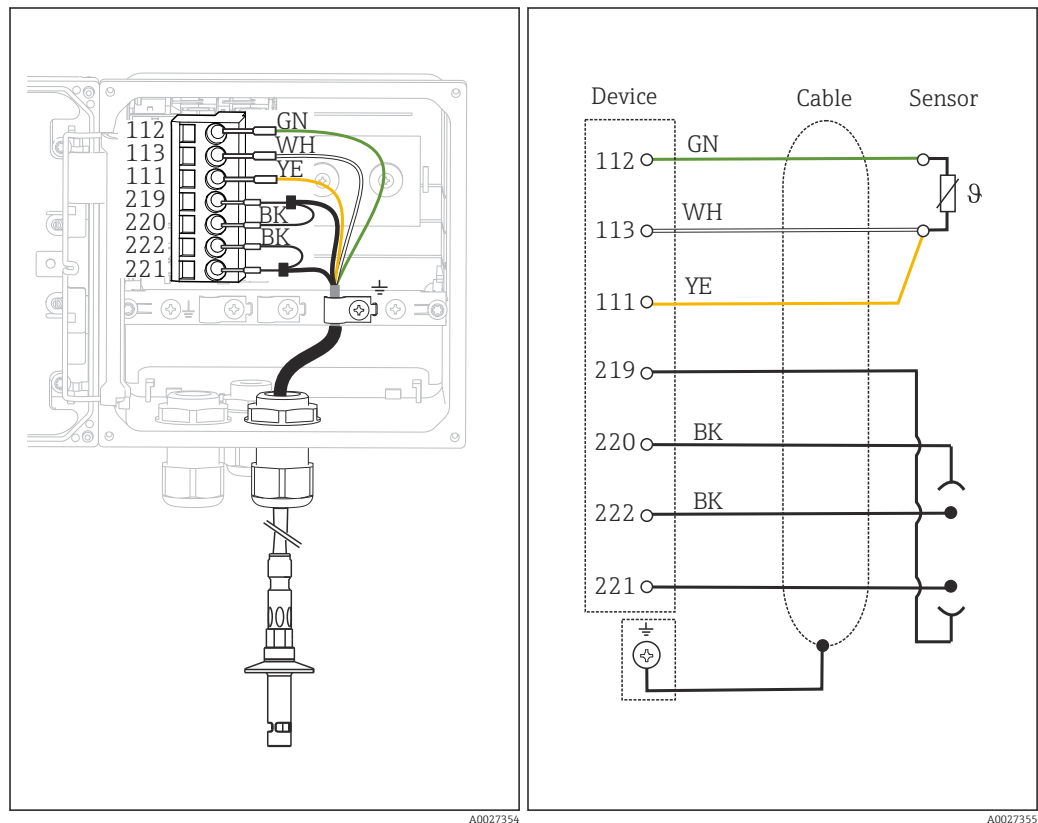 112
GN
113
WH
111
YE
219
220
BK
222
BK
221
A0027354
Device
Cable
Sensor
112
GN
ϑ
113
WH
111
YE
219
220
BK
222
BK
221
A0027355